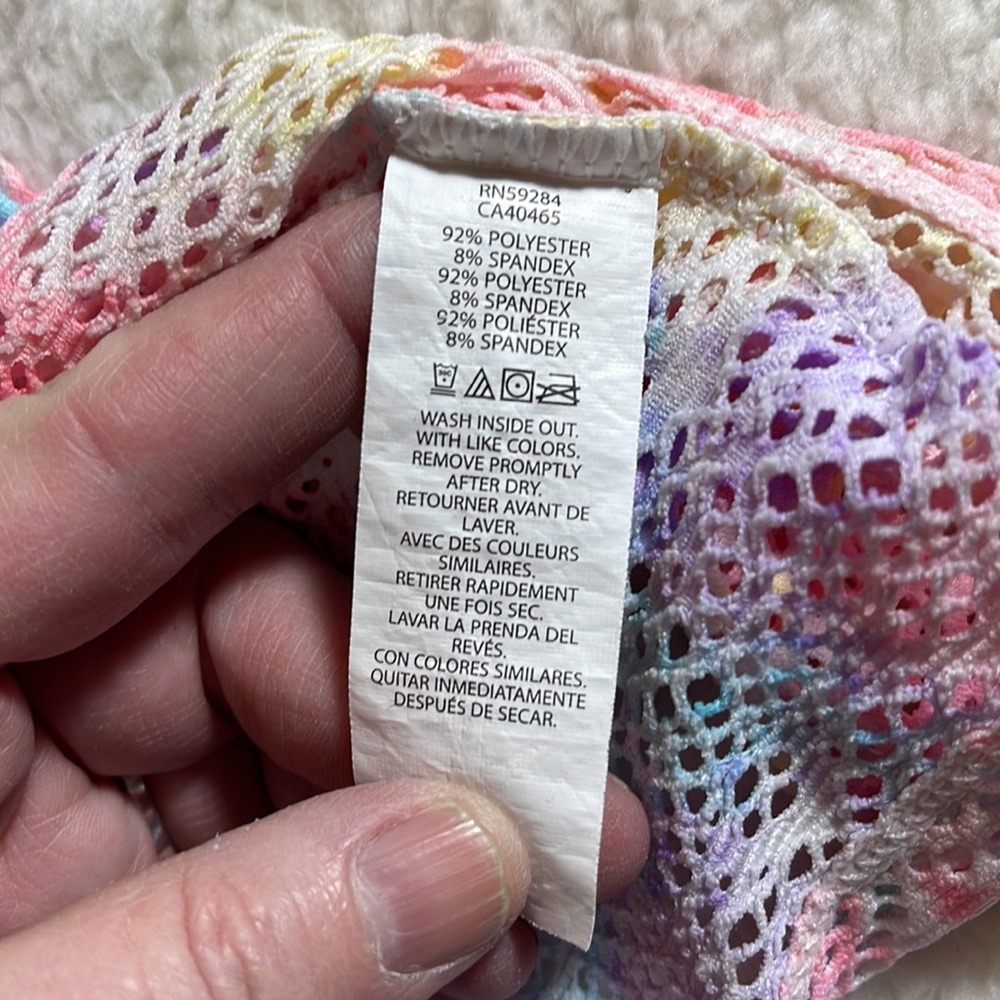 RN59284
CA40465
92% POLYESTER
8% SPANDEX
92% POLYESTER
8% SPANDEX
92% POLIÉSTER
8% SPANDEX
30C
WASH INSIDE OUT.
WITH LIKE COLORS.
REMOVE PROMPTLY
AFTER DRY.
RETOURNER AVANT DE
LAVER.
AVEC DES COULEURS
SIMILAIRES.
RETIRER RAPIDEMENT
UNE FOIS SEC.
LAVAR LA PRENDA DEL
REVÉS.
CON COLORES SIMILARES.
QUITAR INMEDIATAMENTE
DESPUÉS DE SECAR.